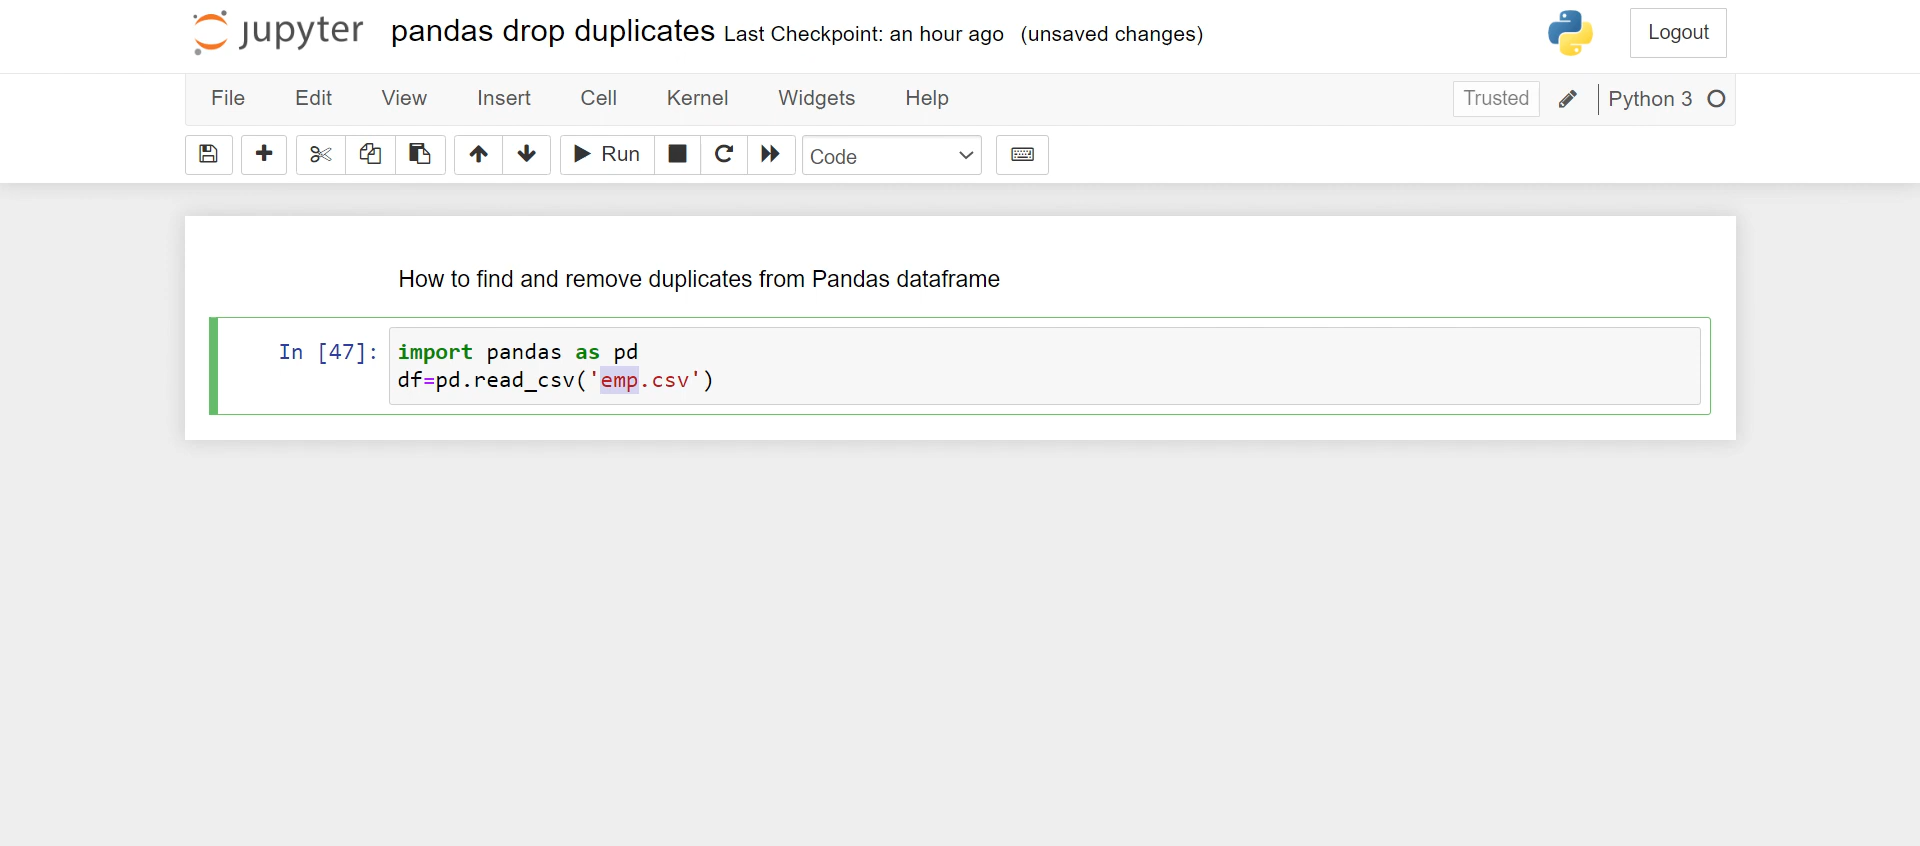 jupyter pandas drop duplicates Last Checkpoint: an hour ago (unsaved changes)
Logout
File Edit View Insert Cell Kernel Widgets Help
Trusted Python 3
Run Code
How to find and remove duplicates from Pandas dataframe
In [47]: import pandas as pd
df=pd.read_csv('emp.csv')